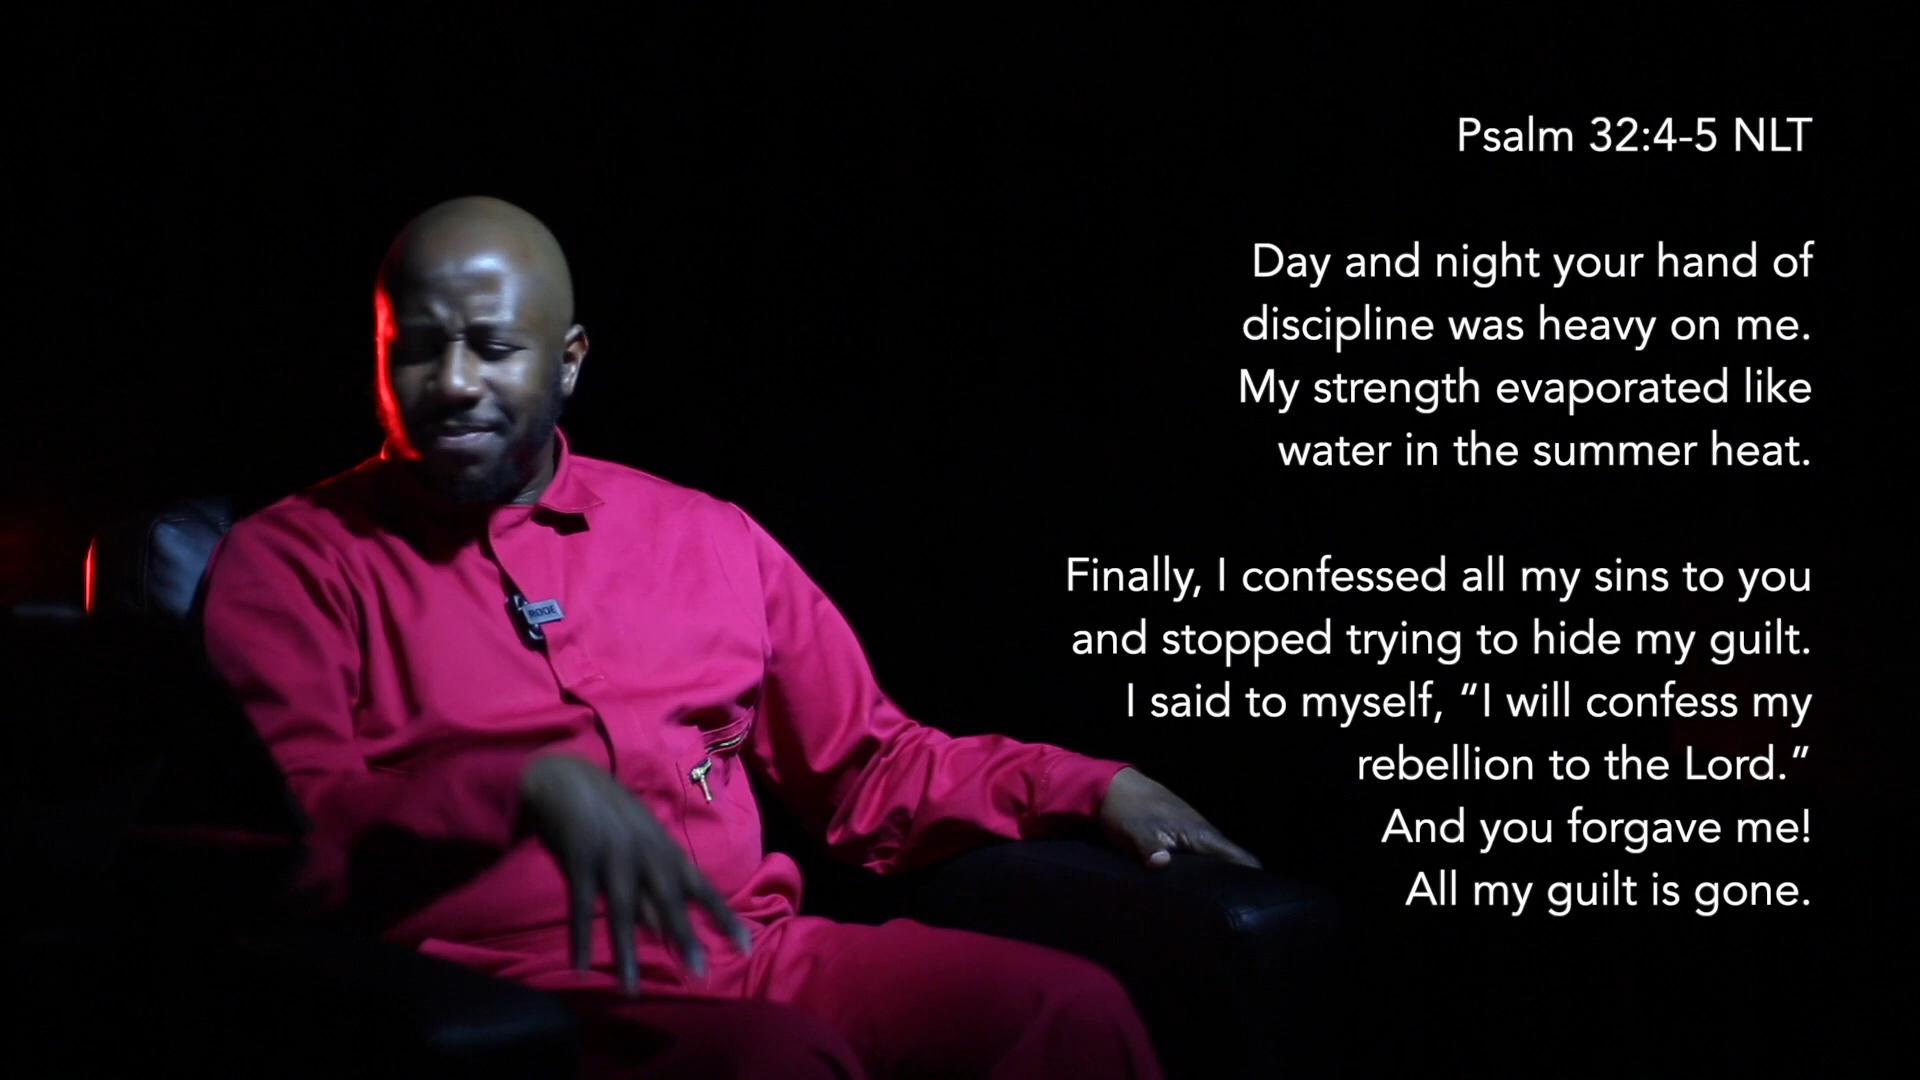 Psalm 32:4-5 NLT
Day and night your hand of
discipline was heavy on me.
My strength evaporated like
water in the summer heat.
Finally, I confessed all my sins to you
and stopped trying to hide my guilt.
I said to myself, “I will confess my
rebellion to the Lord.”
And you forgave me!
All my guilt is gone.
RODE